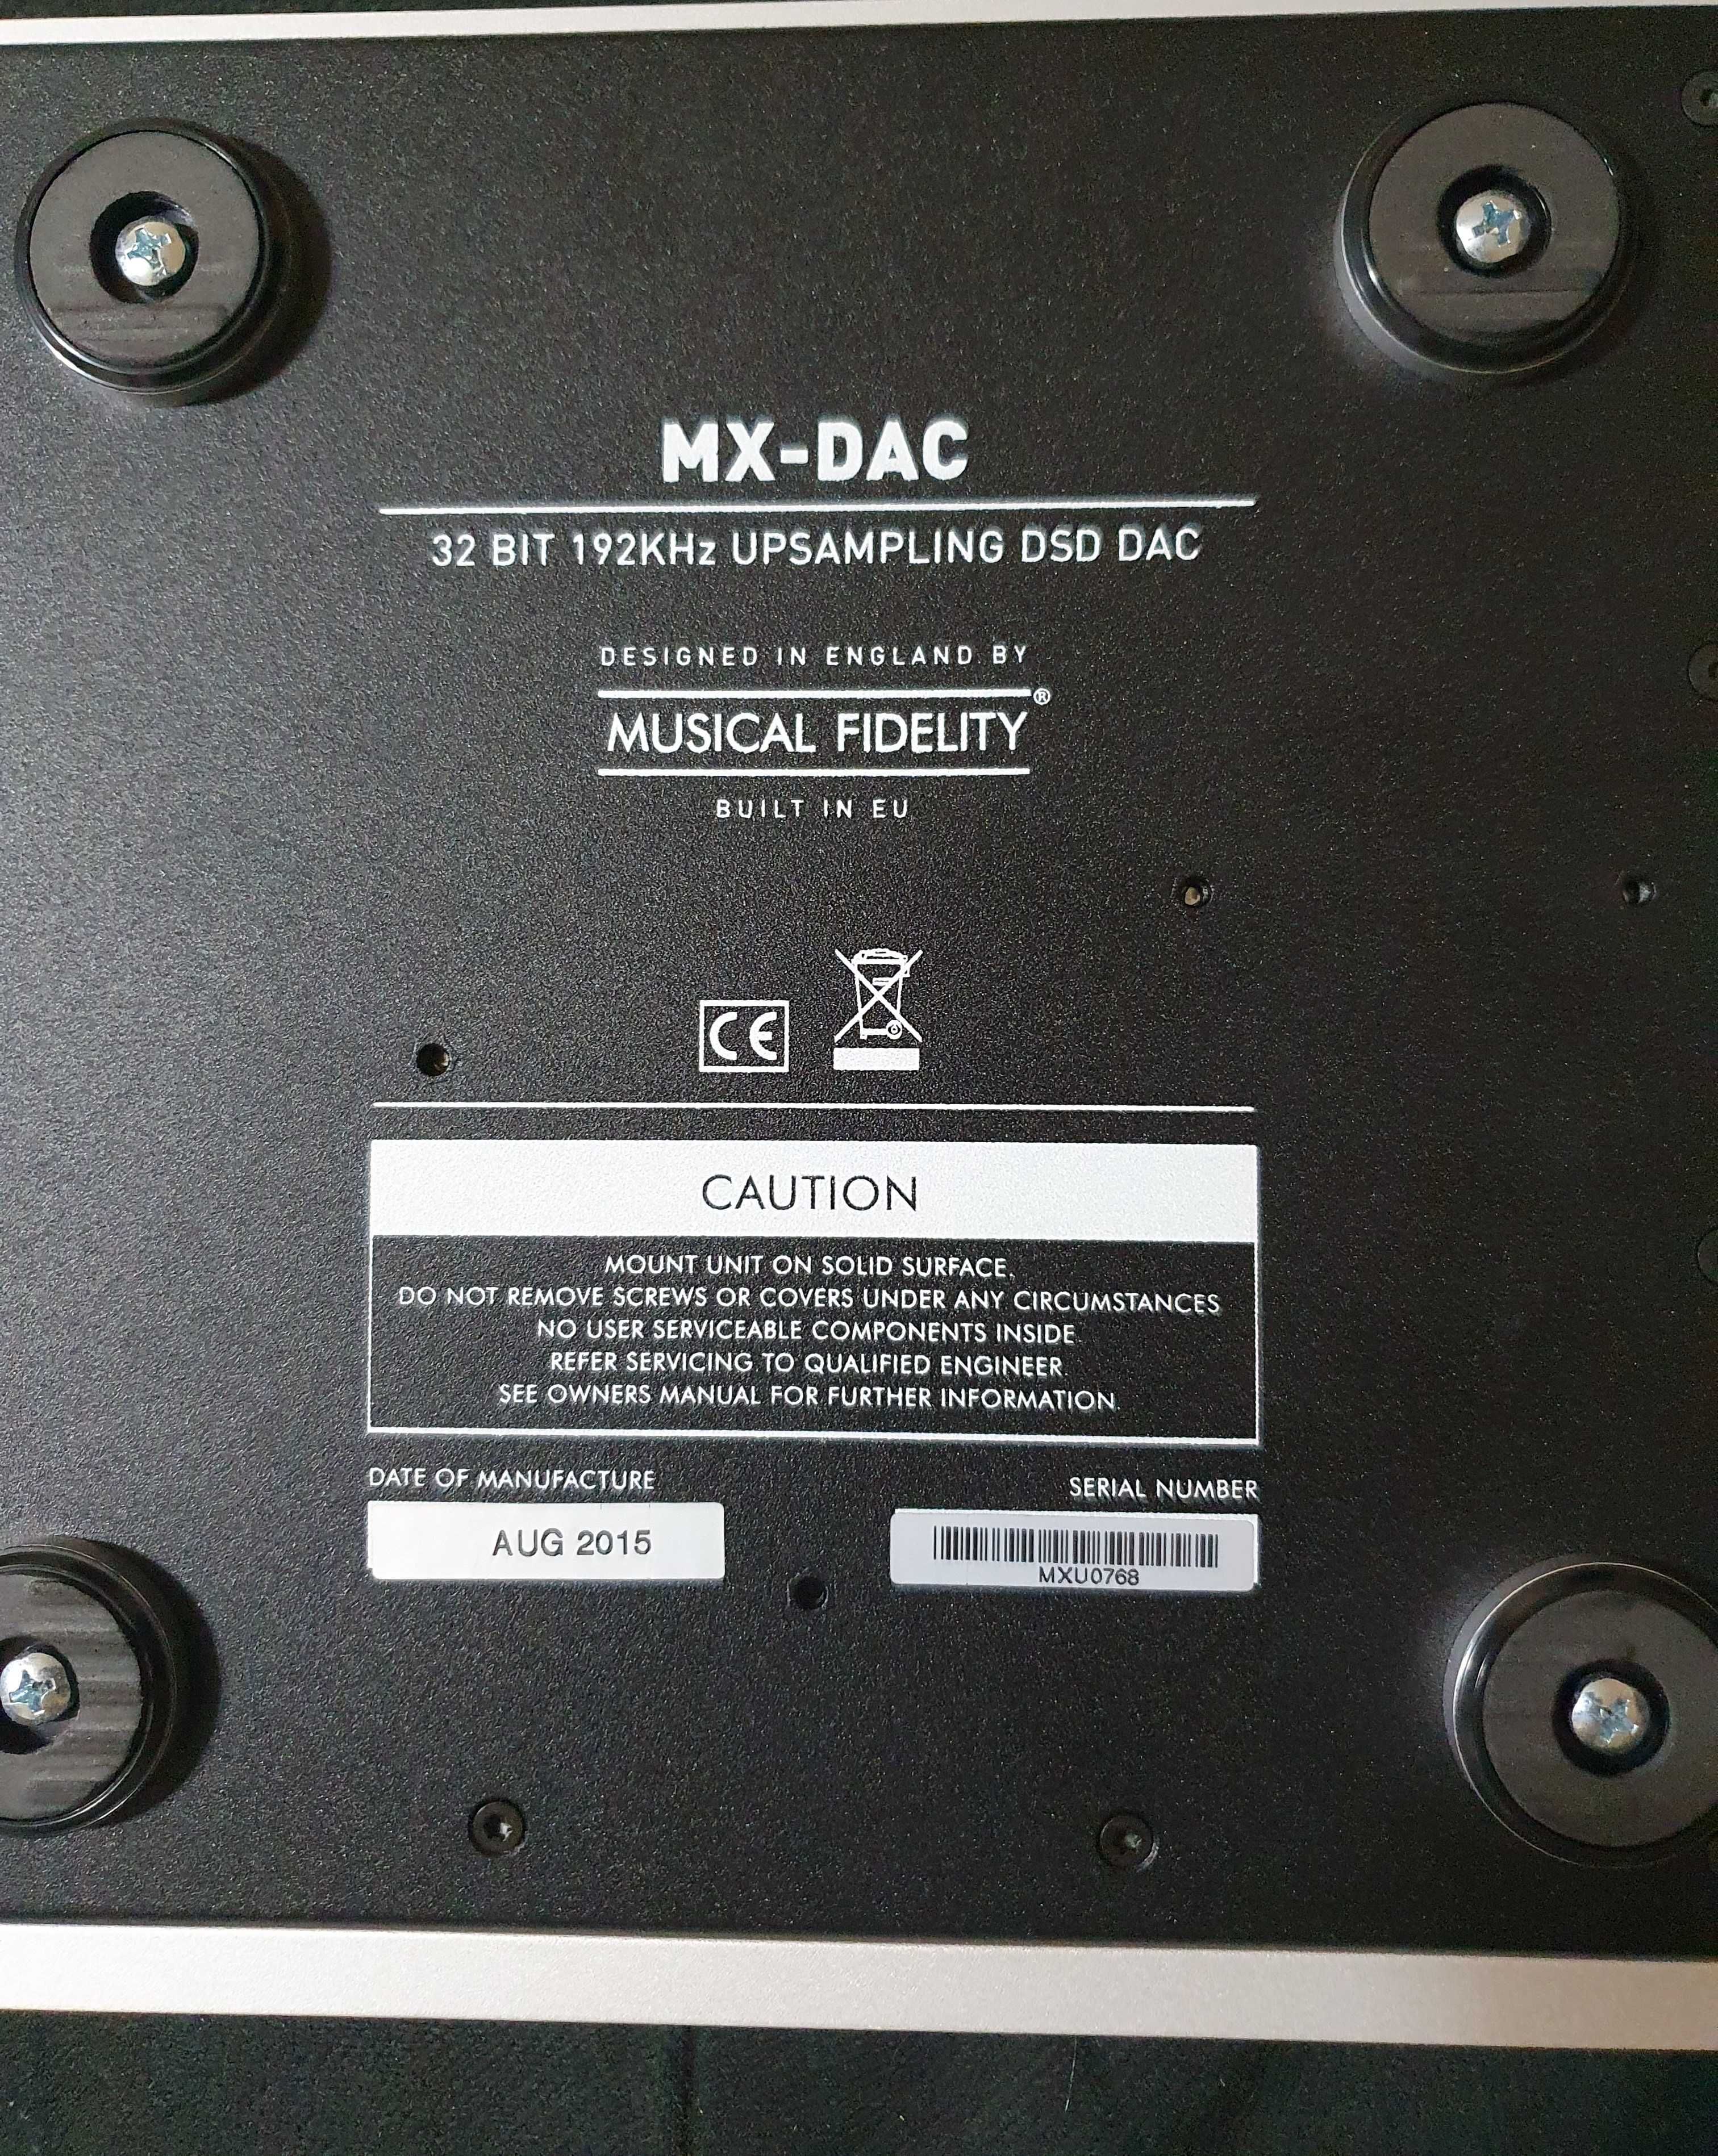 MX-DAC
32 BIT 192KHz UPSAMPLING DSD DAC
DESIGNED IN ENGLAND BY
MUSICAL FIDELITY®
BUILT IN EU
CE
CAUTION
MOUNT UNIT ON SOLID SURFACE.
DO NOT REMOVE SCREWS OR COVERS UNDER ANY CIRCUMSTANCES
NO USER SERVICEABLE COMPONENTS INSIDE.
REFER SERVICING TO QUALIFIED ENGINEER.
SEE OWNERS MANUAL FOR FURTHER INFORMATION.
DATE OF MANUFACTURE
SERIAL NUMBER
AUG 2015
MXU0768